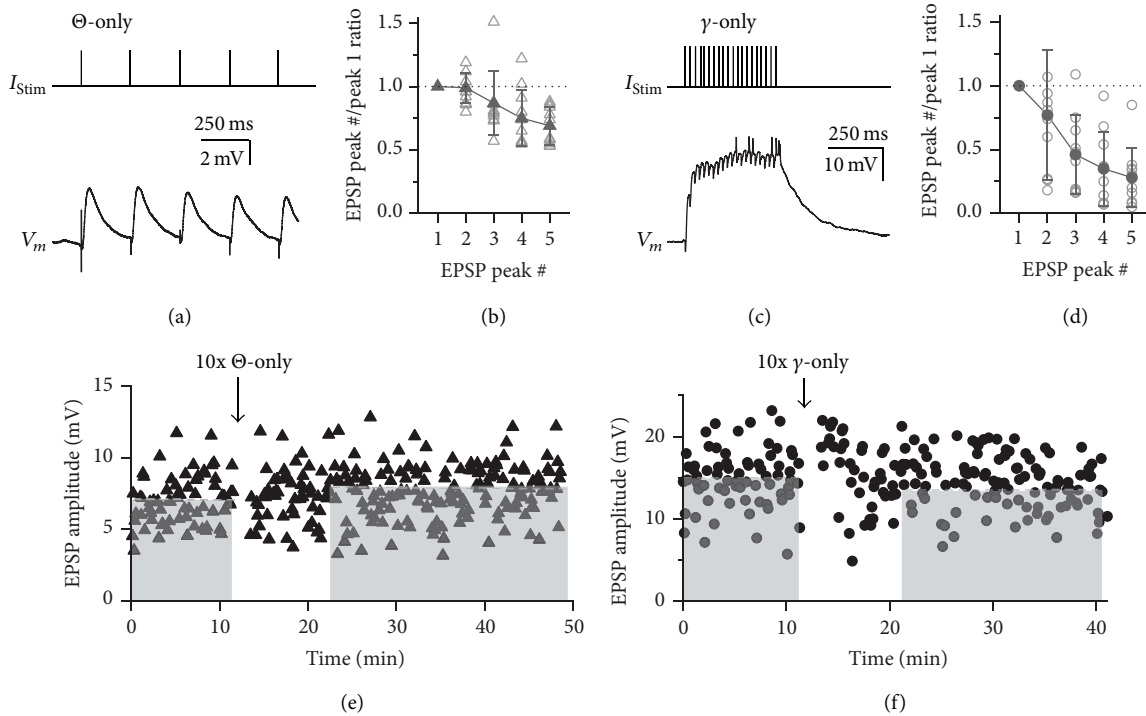 Θ-only
I_Stim
250 ms
2 mV
V_m
(a)
EPSP peak #/peak 1 ratio
1.5
1.0
0.5
0.0
1 2 3 4 5
EPSP peak #
(b)
γ-only
I_Stim
250 ms
10 mV
V_m
(c)
EPSP peak #/peak 1 ratio
1.5
1.0
0.5
0.0
1 2 3 4 5
EPSP peak #
(d)
10x Θ-only
EPSP amplitude (mV)
15
10
5
0
0 10 20 30 40 50
Time (min)
(e)
10x γ-only
EPSP amplitude (mV)
20
10
0
0 10 20 30 40
Time (min)
(f)